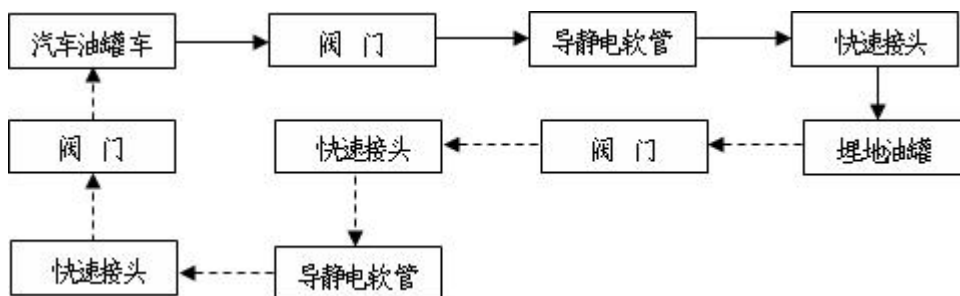 汽车油罐车
阀 门
导静电软管
快速接头
阀 门
快速接头
阀 门
埋地油罐
快速接头
导静电软管